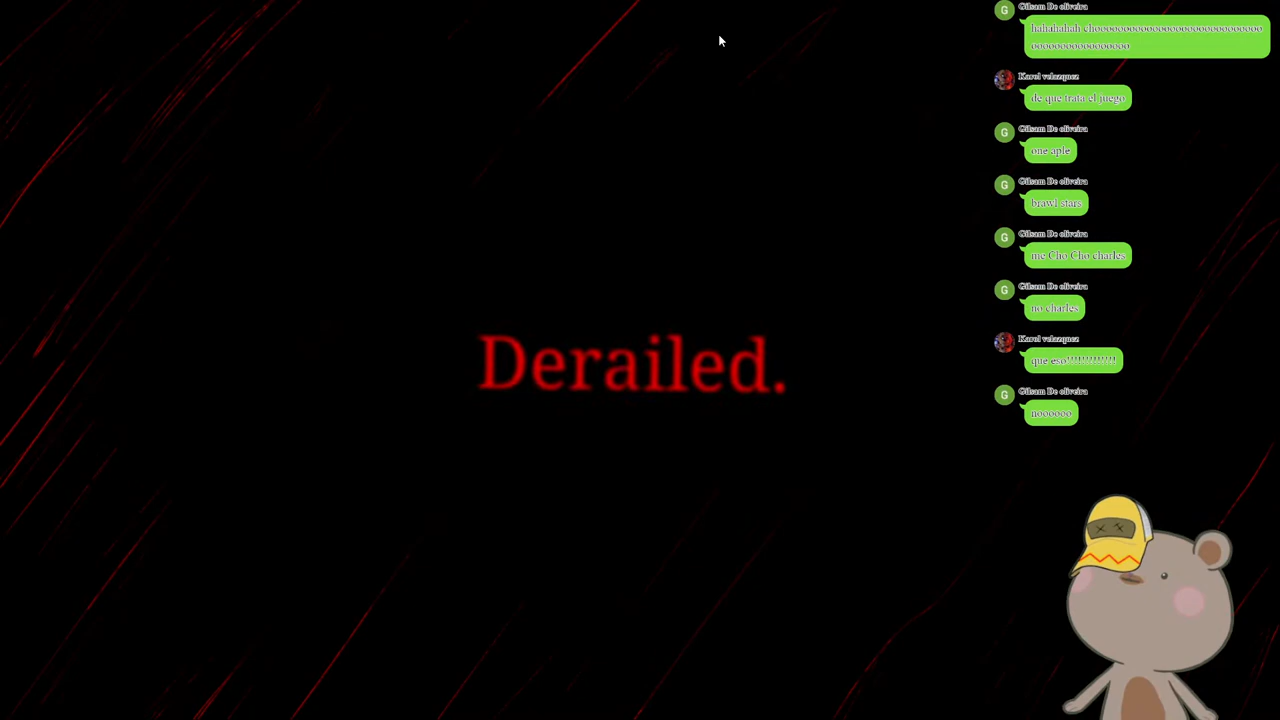 Derailed.
Gilsam De oliveira
hahahahah chooooooooooooooooooooooooooooo
ooooooooooooooooo
Karol velazquez
de que trata el juego
Gilsam De oliveira
one aple
Gilsam De oliveira
brawl stars
Gilsam De oliveira
me Cho Cho charles
Gilsam De oliveira
no charles
Karol velazquez
que eso!!!!!!!!!!!!!
Gilsam De oliveira
nooooo